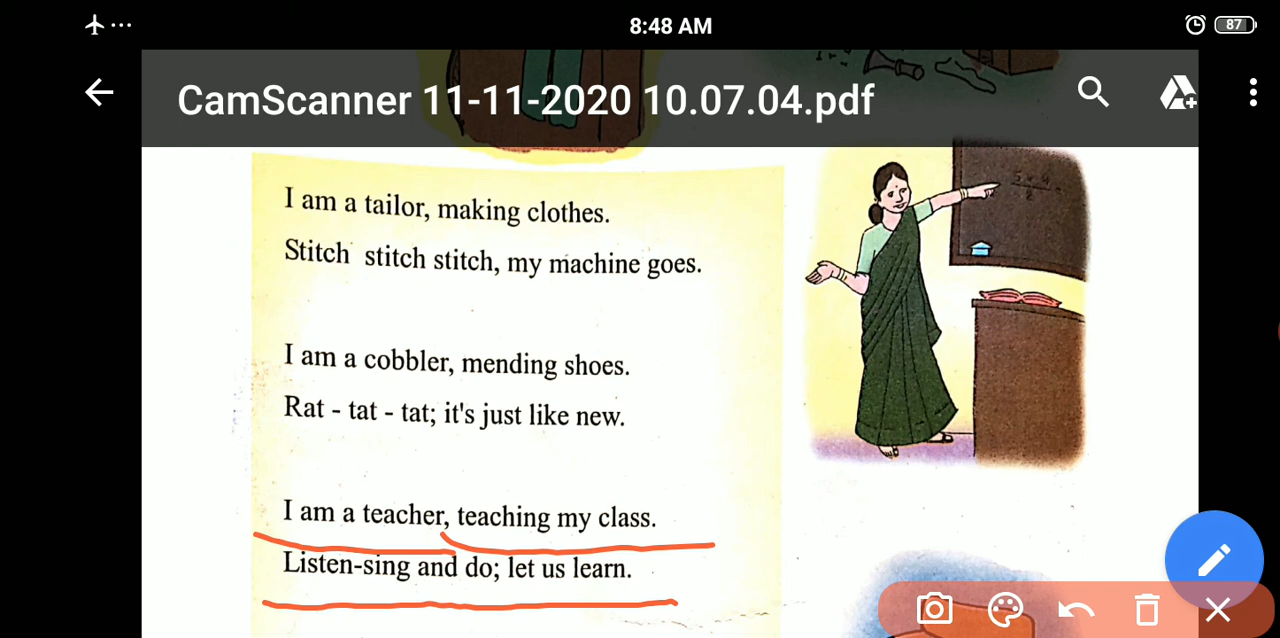 8:48 AM
87
CamScanner 11-11-2020 10.07.04.pdf
I am a tailor, making clothes.
Stitch stitch stitch, my machine goes.
I am a cobbler, mending shoes.
Rat - tat - tat; it's just like new.
I am a teacher, teaching my class.
Listen-sing and do; let us learn.